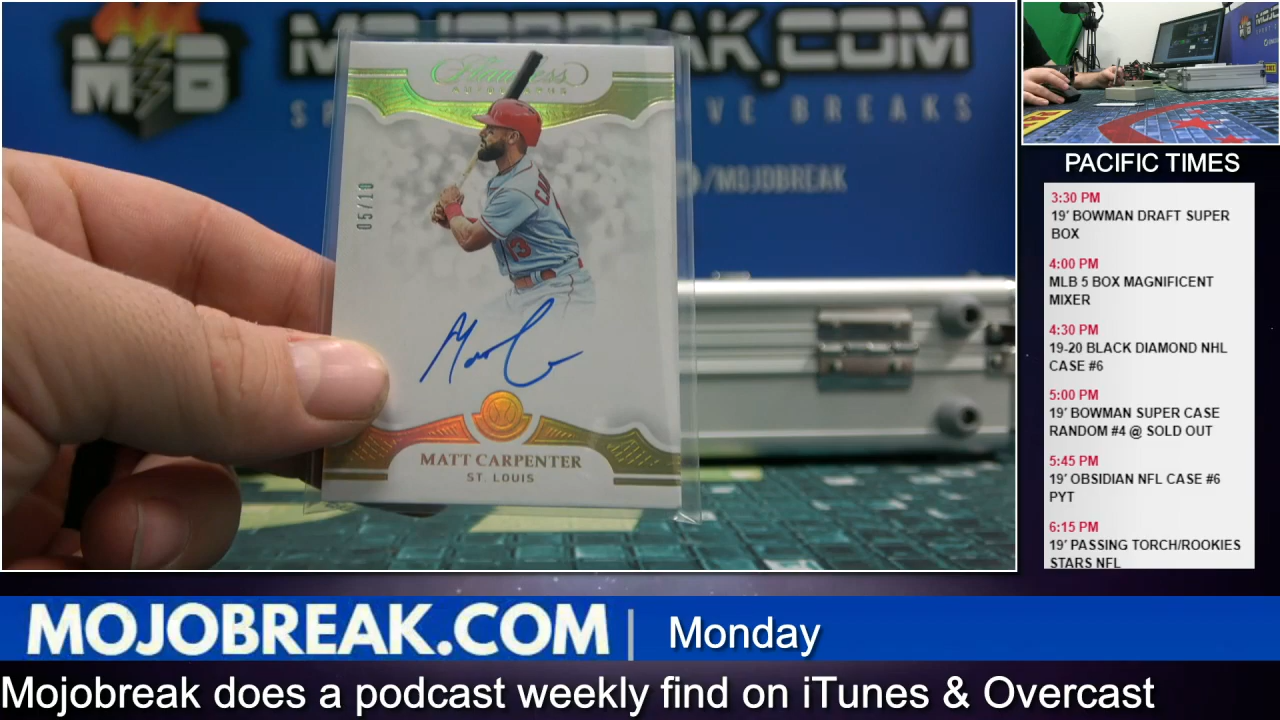 MOJOBREAK.COM
VE BREAKS
/MOJOBREAK
Flawless
AUTOGRAPHS
05/10
13
MATT CARPENTER
ST. LOUIS
PACIFIC TIMES
3:30 PM
19' BOWMAN DRAFT SUPER
BOX
4:00 PM
MLB 5 BOX MAGNIFICENT
MIXER
4:30 PM
19-20 BLACK DIAMOND NHL
CASE #6
5:00 PM
19' BOWMAN SUPER CASE
RANDOM #4 @ SOLD OUT
5:45 PM
19' OBSIDIAN NFL CASE #6
PYT
6:15 PM
19' PASSING TORCH/ROOKIES
STARS NFL
MOJOBREAK.COM | Monday
Mojobreak does a podcast weekly find on iTunes & Overcast